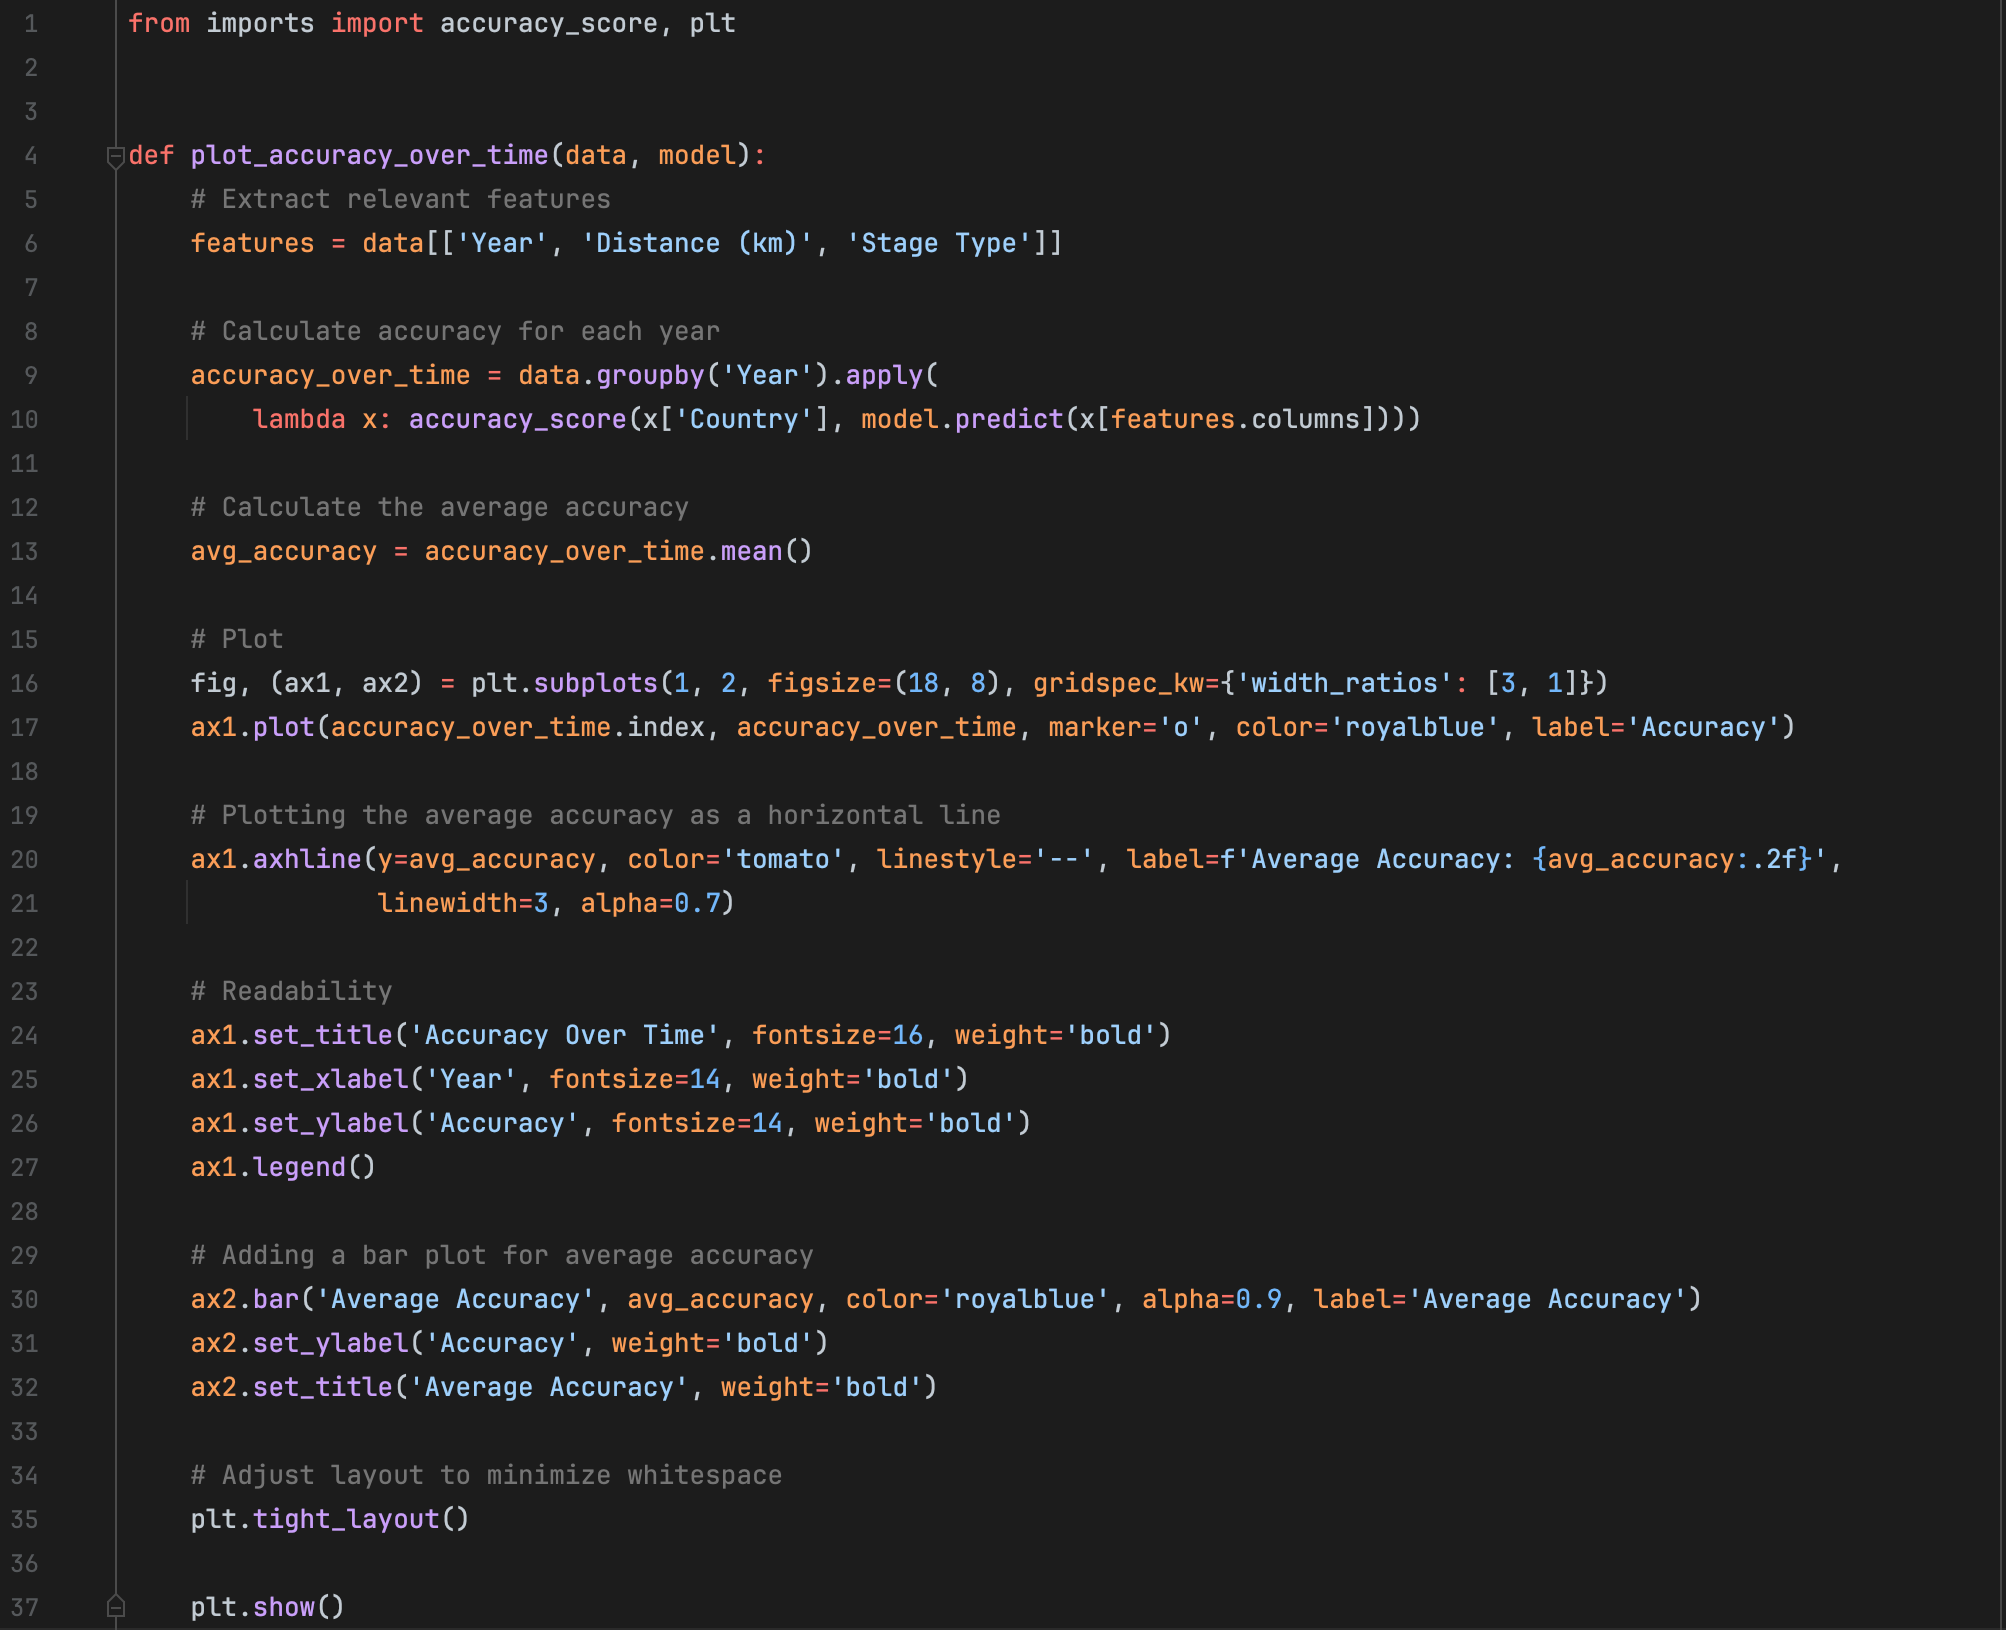 1 from imports import accuracy_score, plt
2
3
4 def plot_accuracy_over_time(data, model):
5     # Extract relevant features
6     features = data[['Year', 'Distance (km)', 'Stage Type']]
7
8     # Calculate accuracy for each year
9     accuracy_over_time = data.groupby('Year').apply(
10         lambda x: accuracy_score(x['Country'], model.predict(x[features.columns])))
11
12     # Calculate the average accuracy
13     avg_accuracy = accuracy_over_time.mean()
14
15     # Plot
16     fig, (ax1, ax2) = plt.subplots(1, 2, figsize=(18, 8), gridspec_kw={'width_ratios': [3, 1]})
17     ax1.plot(accuracy_over_time.index, accuracy_over_time, marker='o', color='royalblue', label='Accuracy')
18
19     # Plotting the average accuracy as a horizontal line
20     ax1.axhline(y=avg_accuracy, color='tomato', linestyle='--', label=f'Average Accuracy: {avg_accuracy:.2f}',
21                 linewidth=3, alpha=0.7)
22
23     # Readability
24     ax1.set_title('Accuracy Over Time', fontsize=16, weight='bold')
25     ax1.set_xlabel('Year', fontsize=14, weight='bold')
26     ax1.set_ylabel('Accuracy', fontsize=14, weight='bold')
27     ax1.legend()
28
29     # Adding a bar plot for average accuracy
30     ax2.bar('Average Accuracy', avg_accuracy, color='royalblue', alpha=0.9, label='Average Accuracy')
31     ax2.set_ylabel('Accuracy', weight='bold')
32     ax2.set_title('Average Accuracy', weight='bold')
33
34     # Adjust layout to minimize whitespace
35     plt.tight_layout()
36
37     plt.show()